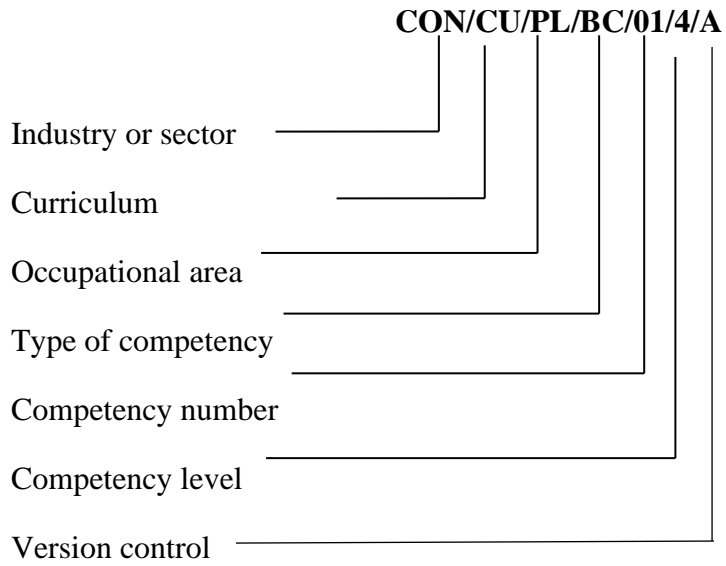 CON/CU/PL/BC/01/4/A
Industry or sector
Curriculum
Occupational area
Type of competency
Competency number
Competency level
Version control